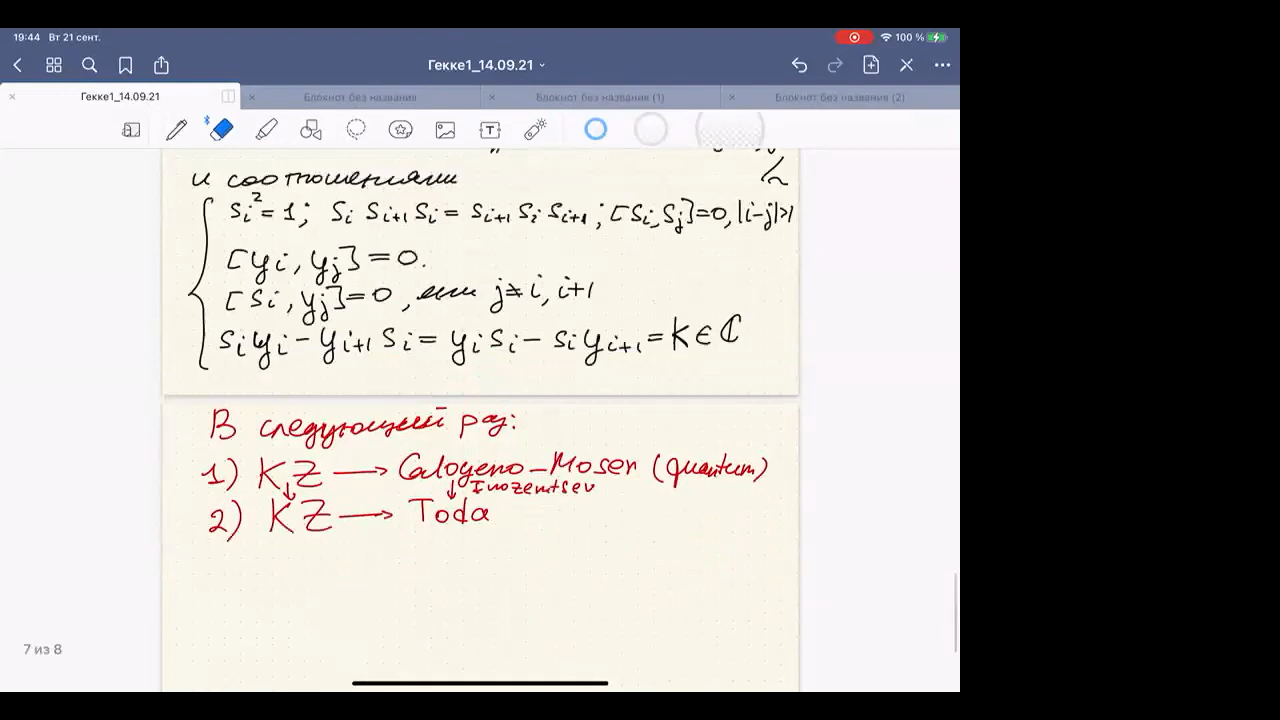 19:44 Вт 21 сент. 100 %
Гекке1_14.09.21
Гекке1_14.09.21 Блокнот без названия Блокнот без названия (1) Блокнот без названия (2)
и соотношениями
s_i^2 = 1; s_i s_{i+1} s_i = s_{i+1} s_i s_{i+1}; [s_i, s_j] = 0, |i-j|>1
[y_i, y_j] = 0.
[s_i, y_j] = 0, если j ≠ i, i+1
s_i y_i - y_{i+1} s_i = y_i s_i - s_i y_{i+1} = K ∈ ℂ
В следующий раз:
1) KZ → Calogero-Moser (quantum)
↓ ↓ Inozemtsev
2) KZ → Toda
7 из 8